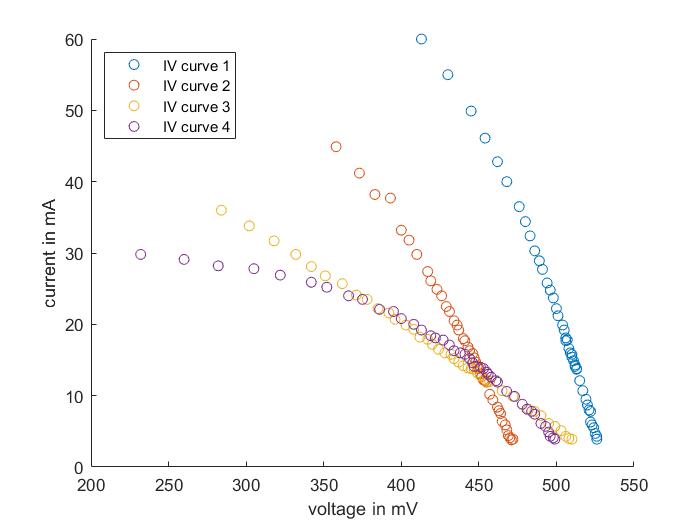 60
50
40
30
20
10
0
IV curve 1
IV curve 2
IV curve 3
IV curve 4
current in mA
200 250 300 350 400 450 500 550
voltage in mV